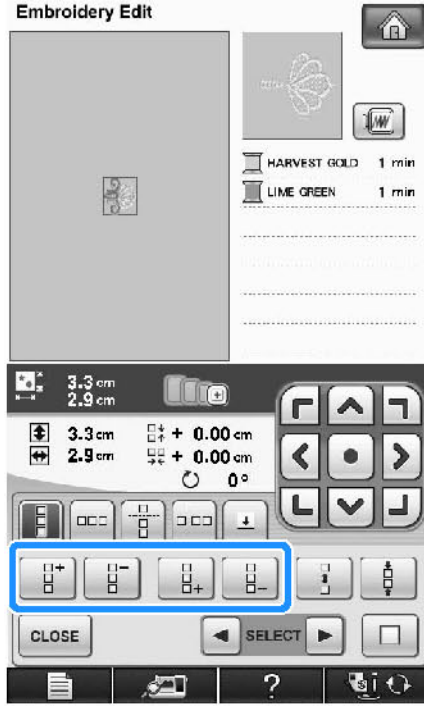 Embroidery Edit
HARVEST GOLD 1 min
LIME GREEN 1 min
3.3 cm
2.9 cm
3.3 cm + 0.00 cm
2.9 cm + 0.00 cm
0°
CLOSE
SELECT
?